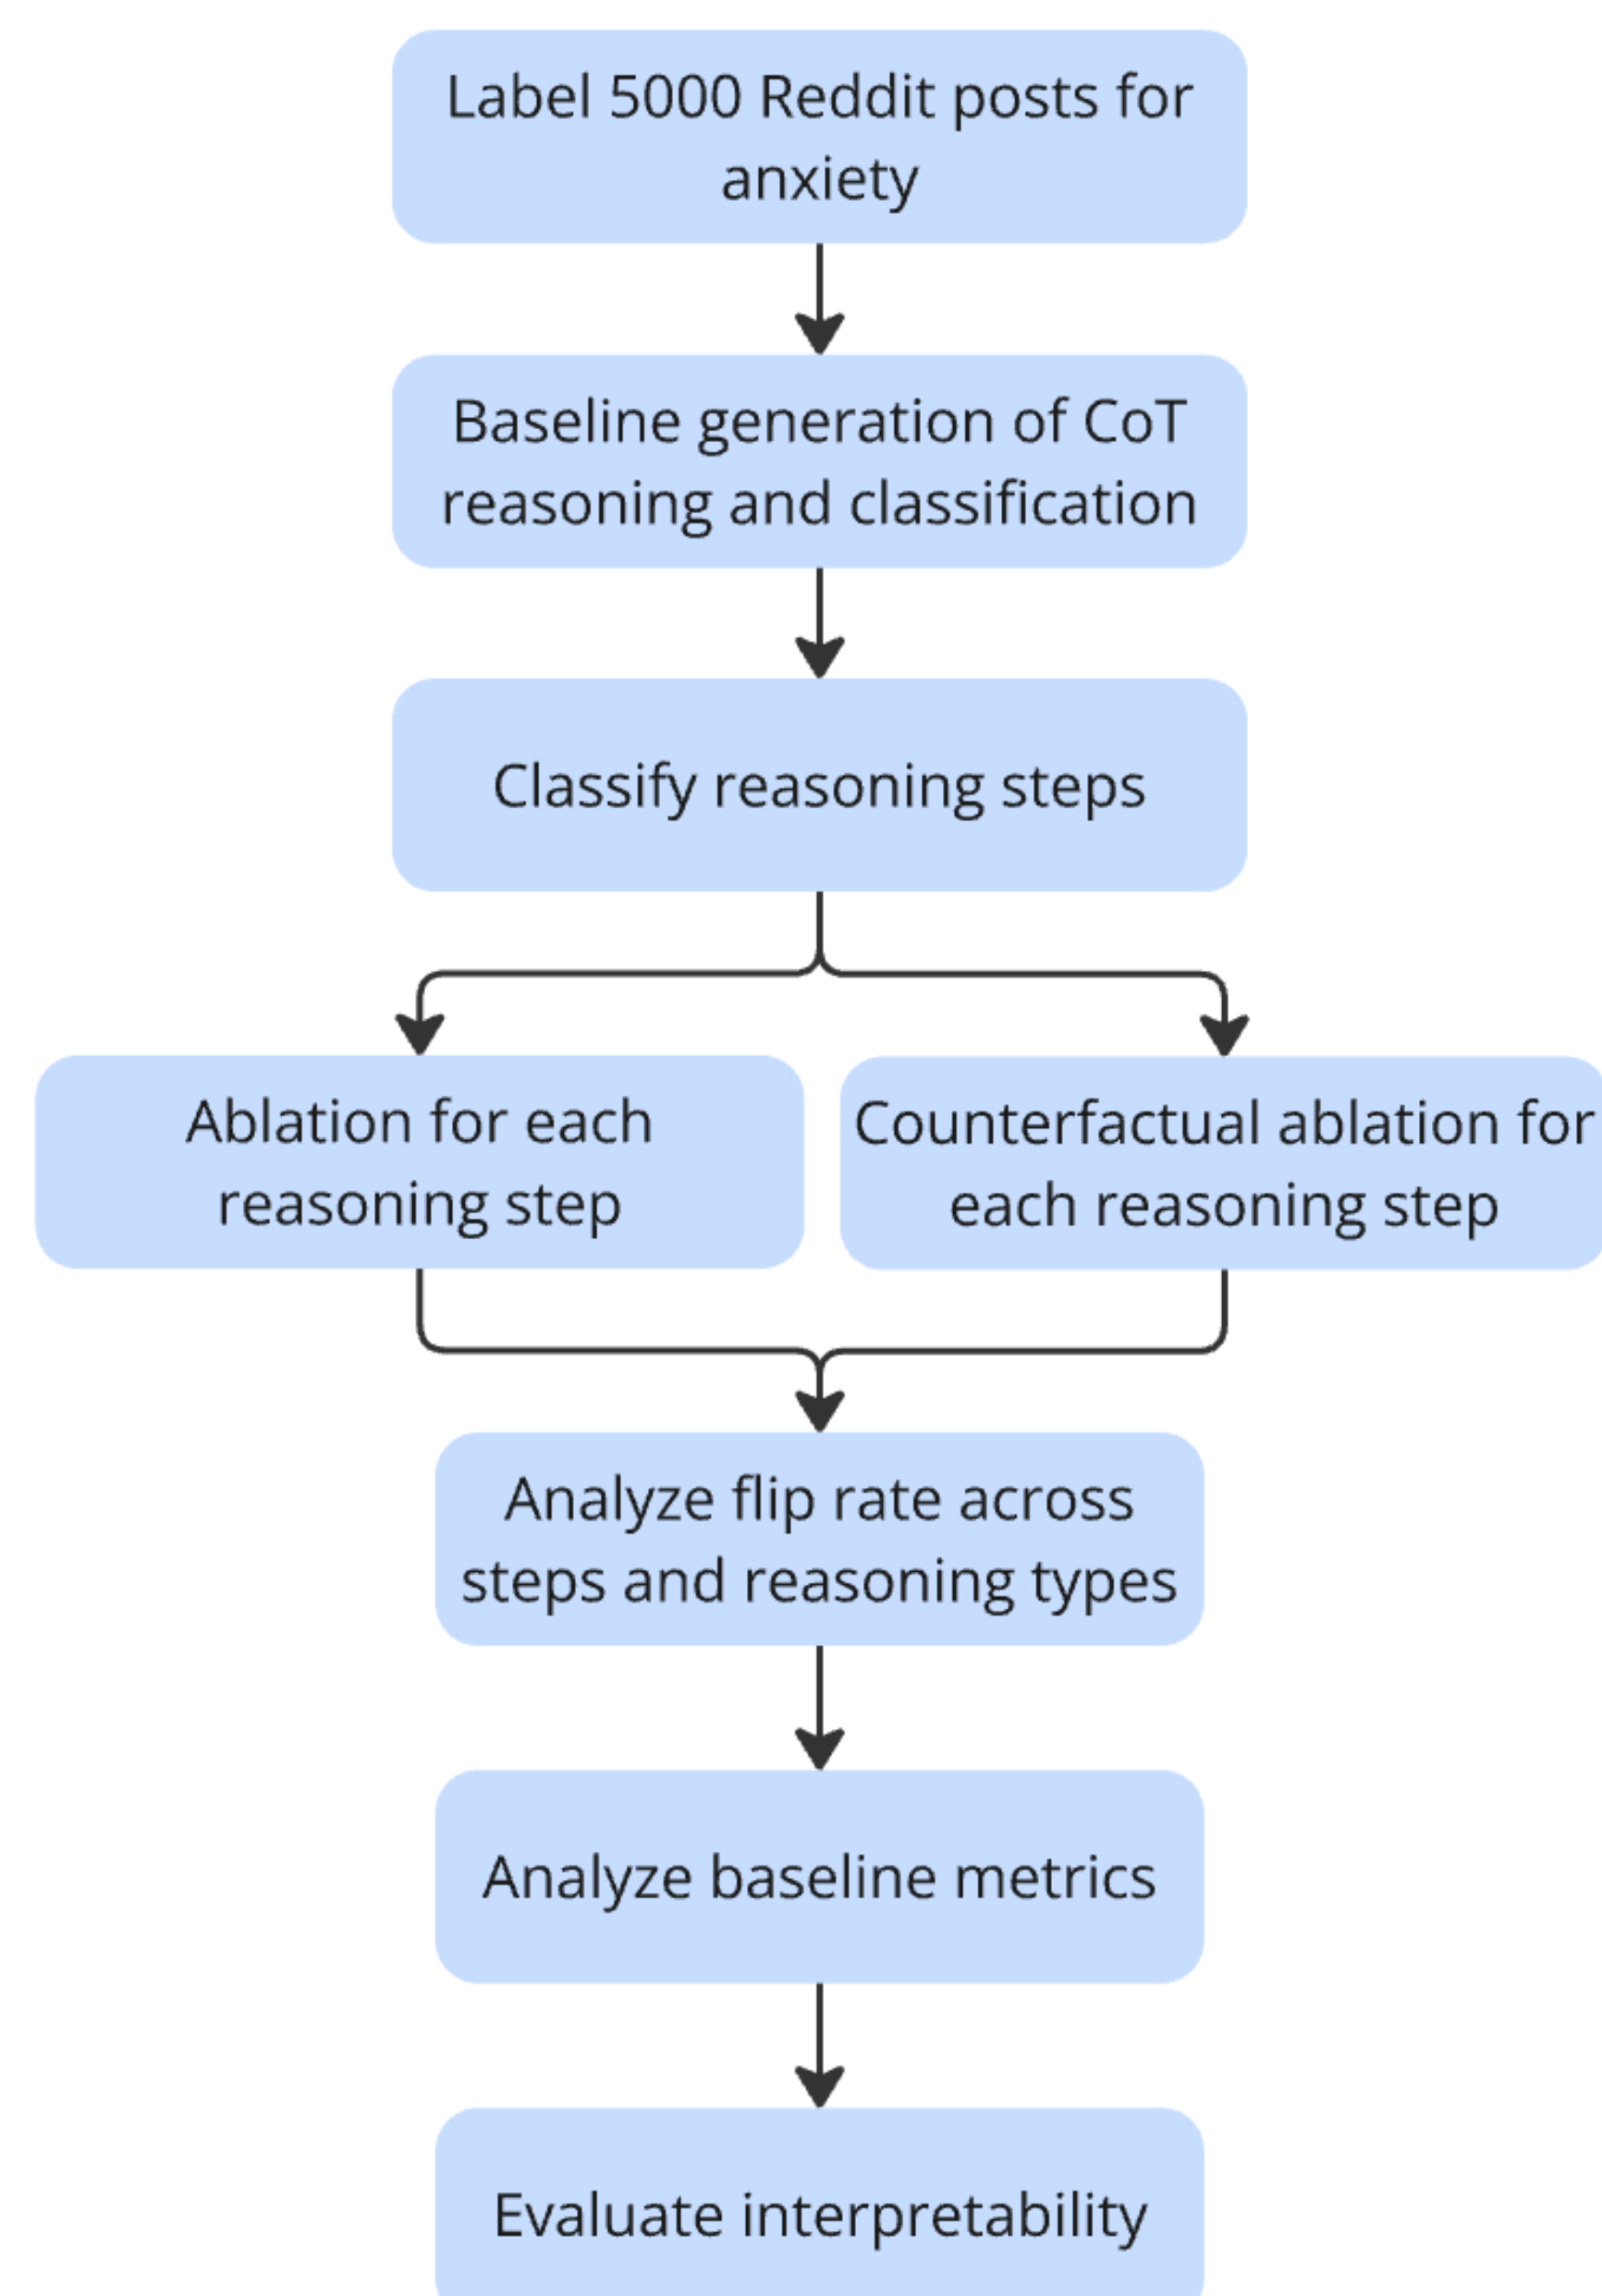 Label 5000 Reddit posts for
anxiety
Baseline generation of CoT
reasoning and classification
Classify reasoning steps
Ablation for each
reasoning step
Counterfactual ablation for
each reasoning step
Analyze flip rate across
steps and reasoning types
Analyze baseline metrics
Evaluate interpretability